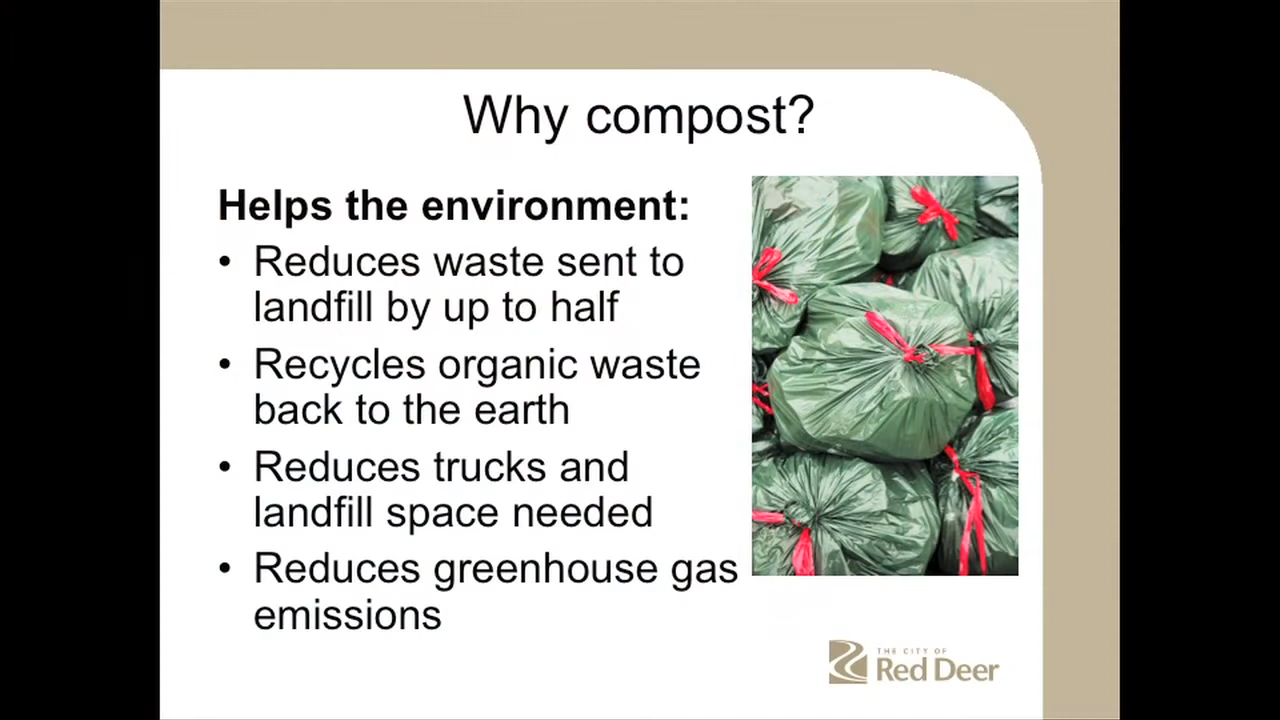 Why compost?
Helps the environment:
• Reduces waste sent to
landfill by up to half
• Recycles organic waste
back to the earth
• Reduces trucks and
landfill space needed
• Reduces greenhouse gas
emissions
THE CITY OF
Red Deer